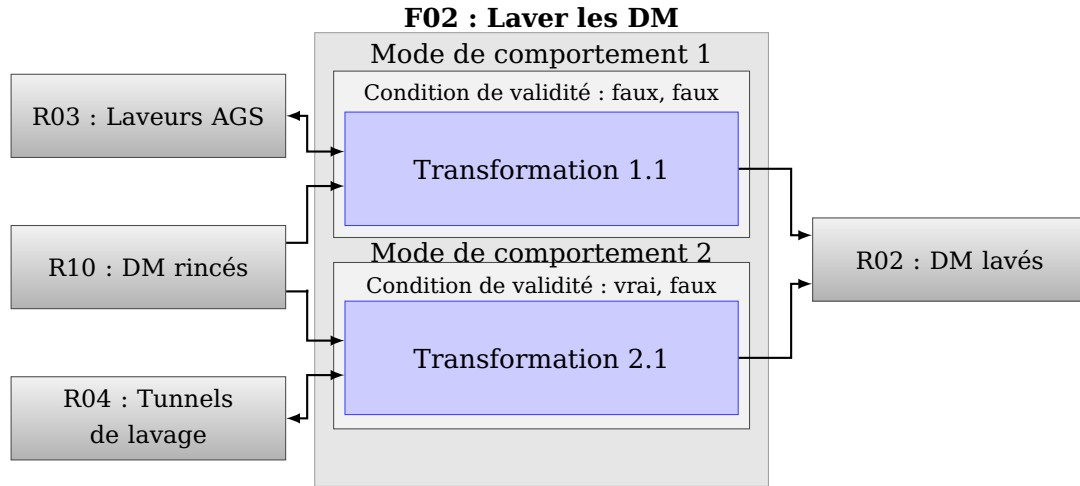 F02 : Laver les DM
Mode de comportement 1
Condition de validité : faux, faux
Transformation 1.1
R03 : Laveurs AGS
R10 : DM rincés
R02 : DM lavés
Mode de comportement 2
Condition de validité : vrai, faux
Transformation 2.1
R04 : Tunnels
de lavage